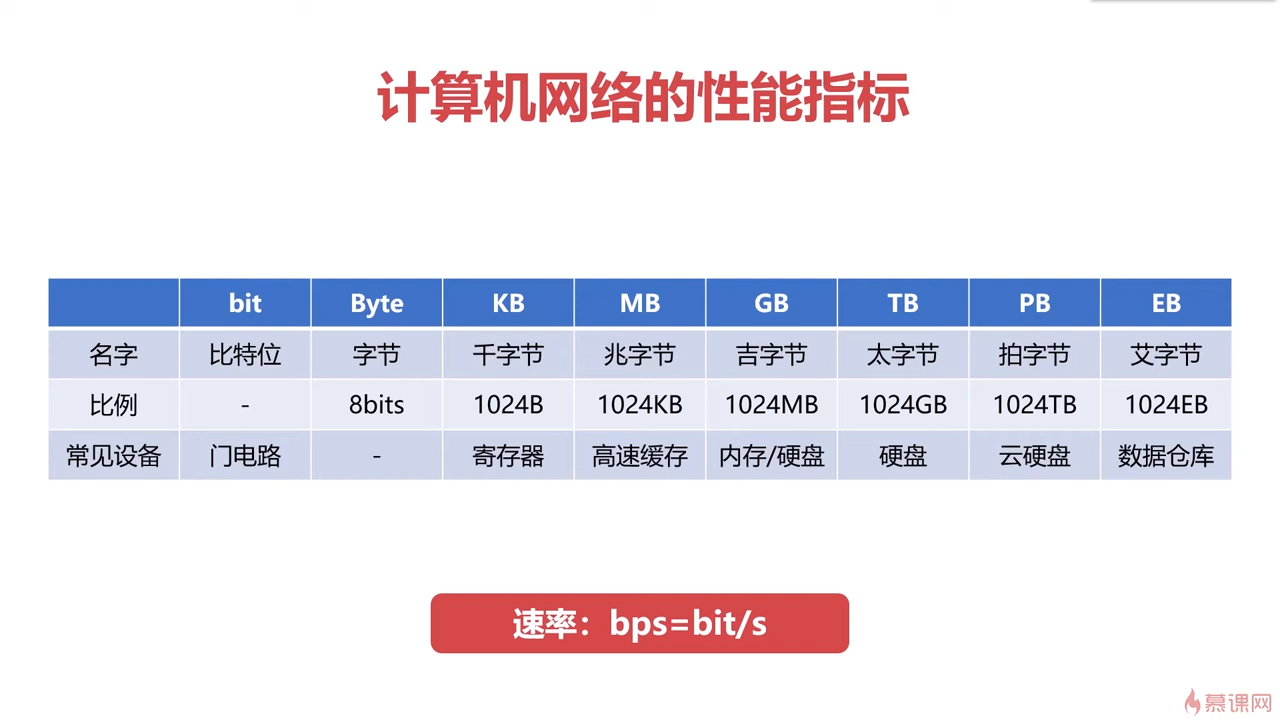 计算机网络的性能指标
bit Byte KB MB GB TB PB EB
名字 比特位 字节 千字节 兆字节 吉字节 太字节 拍字节 艾字节
比例 - 8bits 1024B 1024KB 1024MB 1024GB 1024TB 1024EB
常见设备 门电路 - 寄存器 高速缓存 内存/硬盘 硬盘 云硬盘 数据仓库
速率：bps=bit/s
慕课网